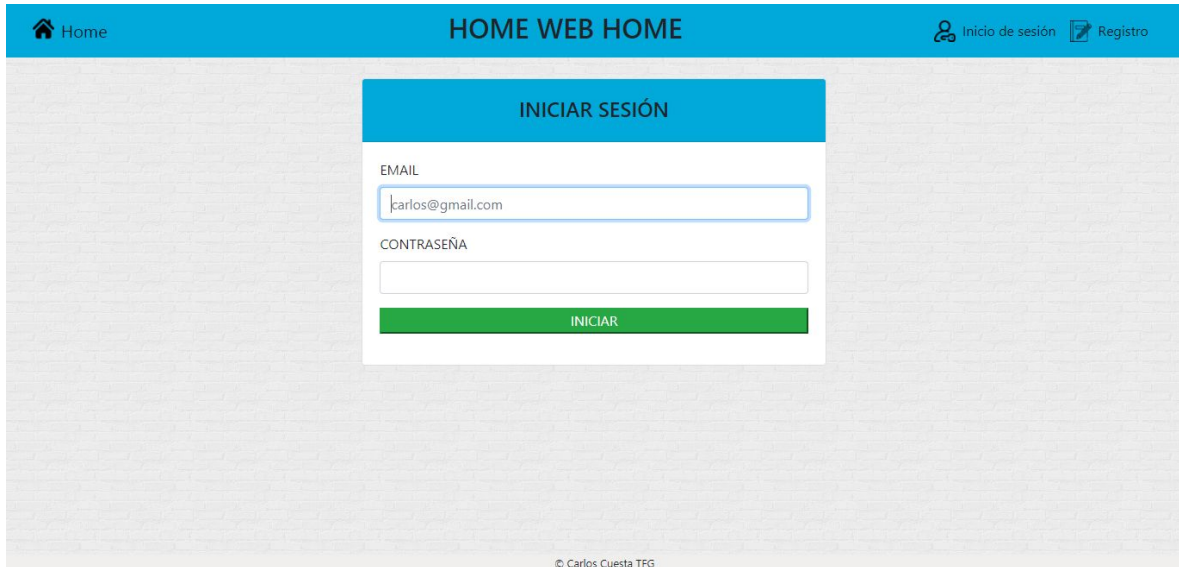 Home
HOME WEB HOME
Inicio de sesión
Registro
INICIAR SESIÓN
EMAIL
carlos@gmail.com
CONTRASEÑA
INICIAR
© Carlos Cuesta TFG